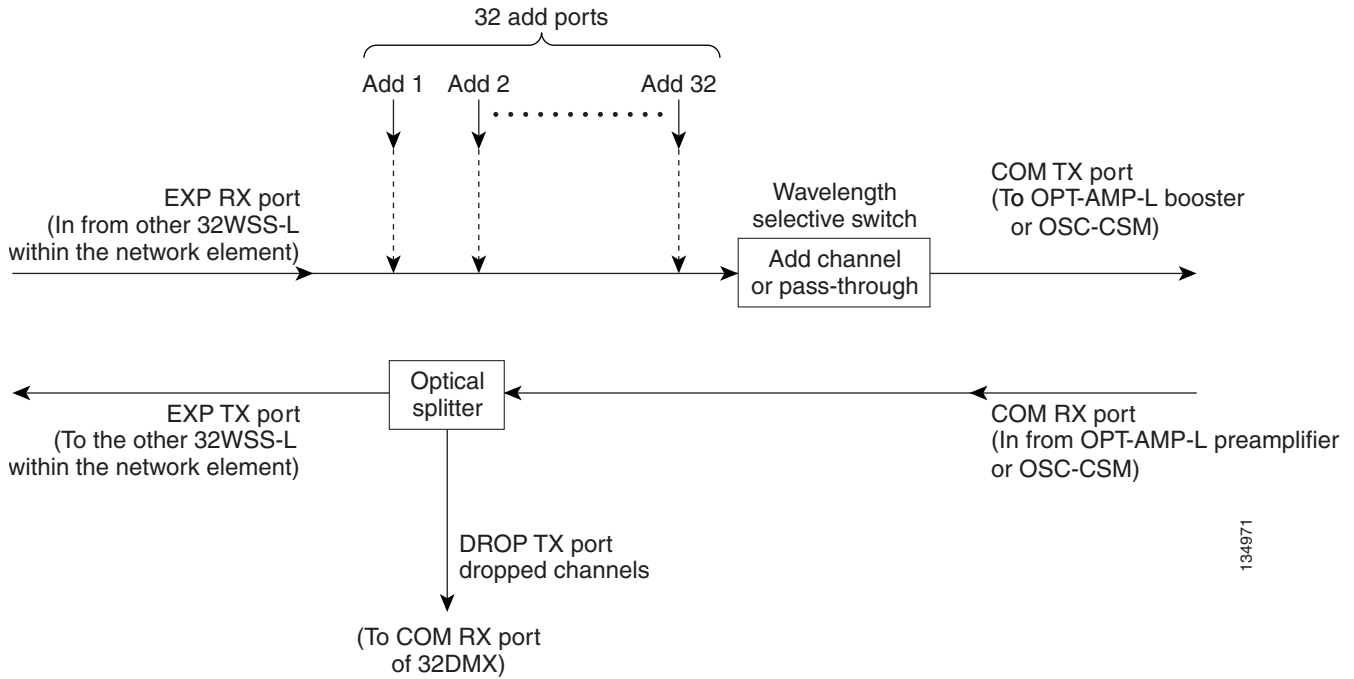 32 add ports
Add 1
Add 2
Add 32
EXP RX port
(In from other 32WSS-L
within the network element)
Wavelength
selective switch
Add channel
or pass-through
COM TX port
(To OPT-AMP-L booster
or OSC-CSM)
Optical
splitter
EXP TX port
(To the other 32WSS-L
within the network element)
COM RX port
(In from OPT-AMP-L preamplifier
or OSC-CSM)
DROP TX port
dropped channels
(To COM RX port
of 32DMX)
134971